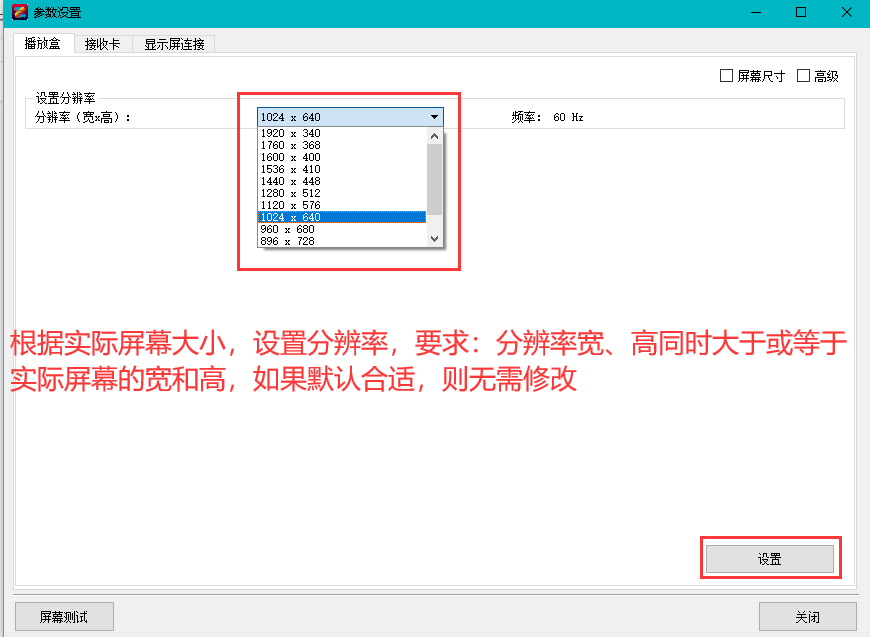 参数设置
播放盒 接收卡 显示屏连接
屏幕尺寸 高级
设置分辨率
分辨率（宽x高）: 1024 x 640 频率: 60 Hz
1920 x 340
1760 x 368
1600 x 400
1536 x 410
1440 x 448
1280 x 512
1120 x 576
1024 x 640
960 x 680
896 x 728
根据实际屏幕大小，设置分辨率，要求：分辨率宽、高同时大于或等于
实际屏幕的宽和高，如果默认合适，则无需修改
设置
屏幕测试 关闭